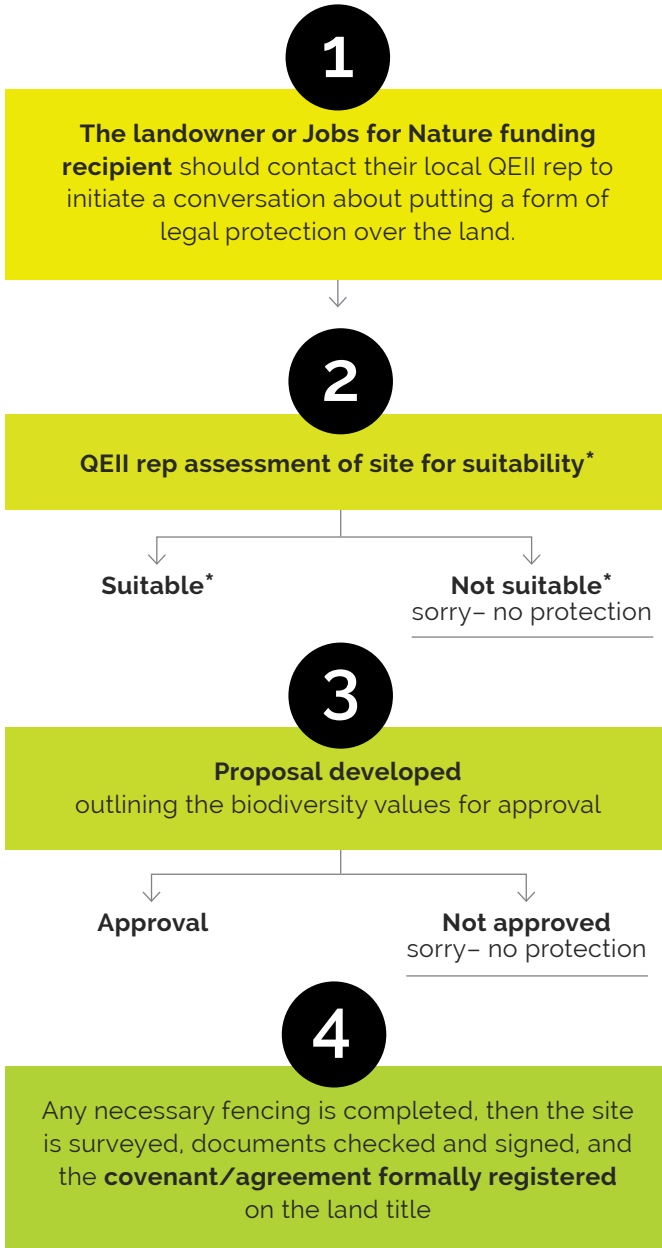 1
The landowner or Jobs for Nature funding
recipient should contact their local QEII rep to
initiate a conversation about putting a form of
legal protection over the land.
2
QEII rep assessment of site for suitability*
Suitable*
Not suitable*
sorry– no protection
3
Proposal developed
outlining the biodiversity values for approval
Approval
Not approved
sorry– no protection
4
Any necessary fencing is completed, then the site
is surveyed, documents checked and signed, and
the covenant/agreement formally registered
on the land title